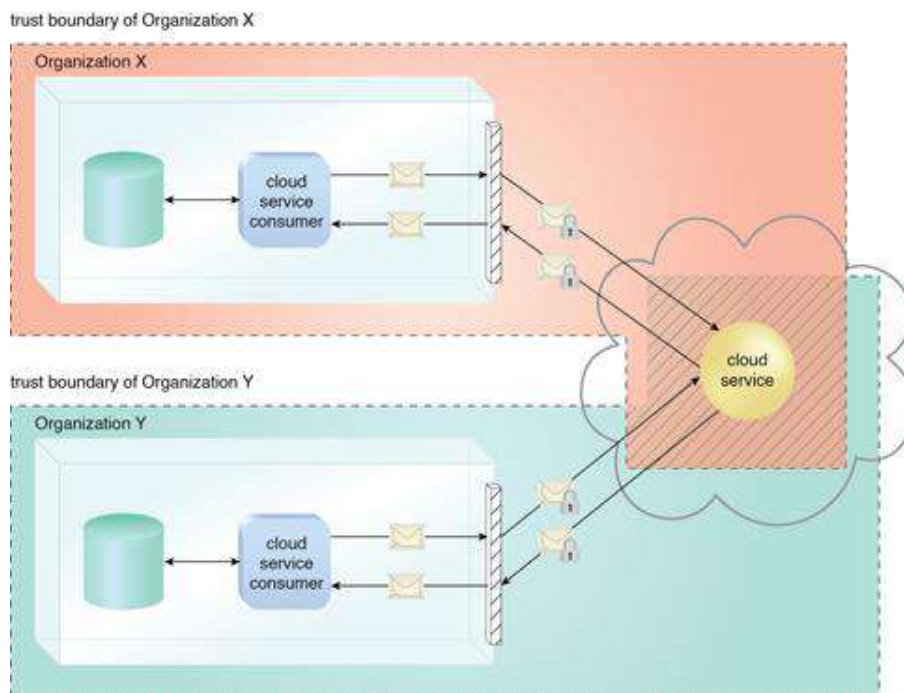 trust boundary of Organization X
Organization X
cloud
service
consumer
cloud
service
trust boundary of Organization Y
Organization Y
cloud
service
consumer